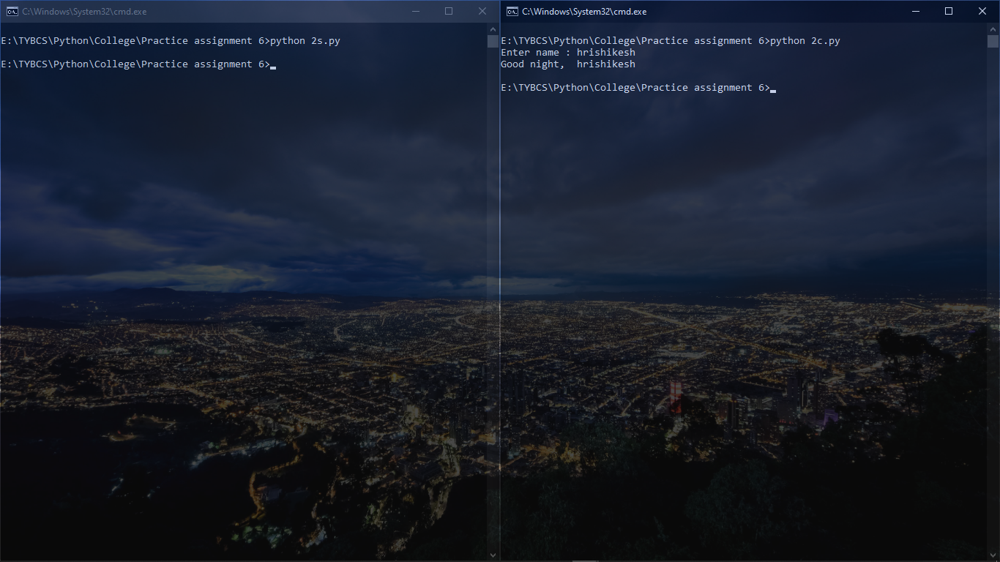 C:\Windows\System32\cmd.exe
E:\TYBCS\Python\College\Practice assignment 6>python 2s.py
E:\TYBCS\Python\College\Practice assignment 6>
C:\Windows\System32\cmd.exe
E:\TYBCS\Python\College\Practice assignment 6>python 2c.py
Enter name : hrishikesh
Good night,  hrishikesh
E:\TYBCS\Python\College\Practice assignment 6>